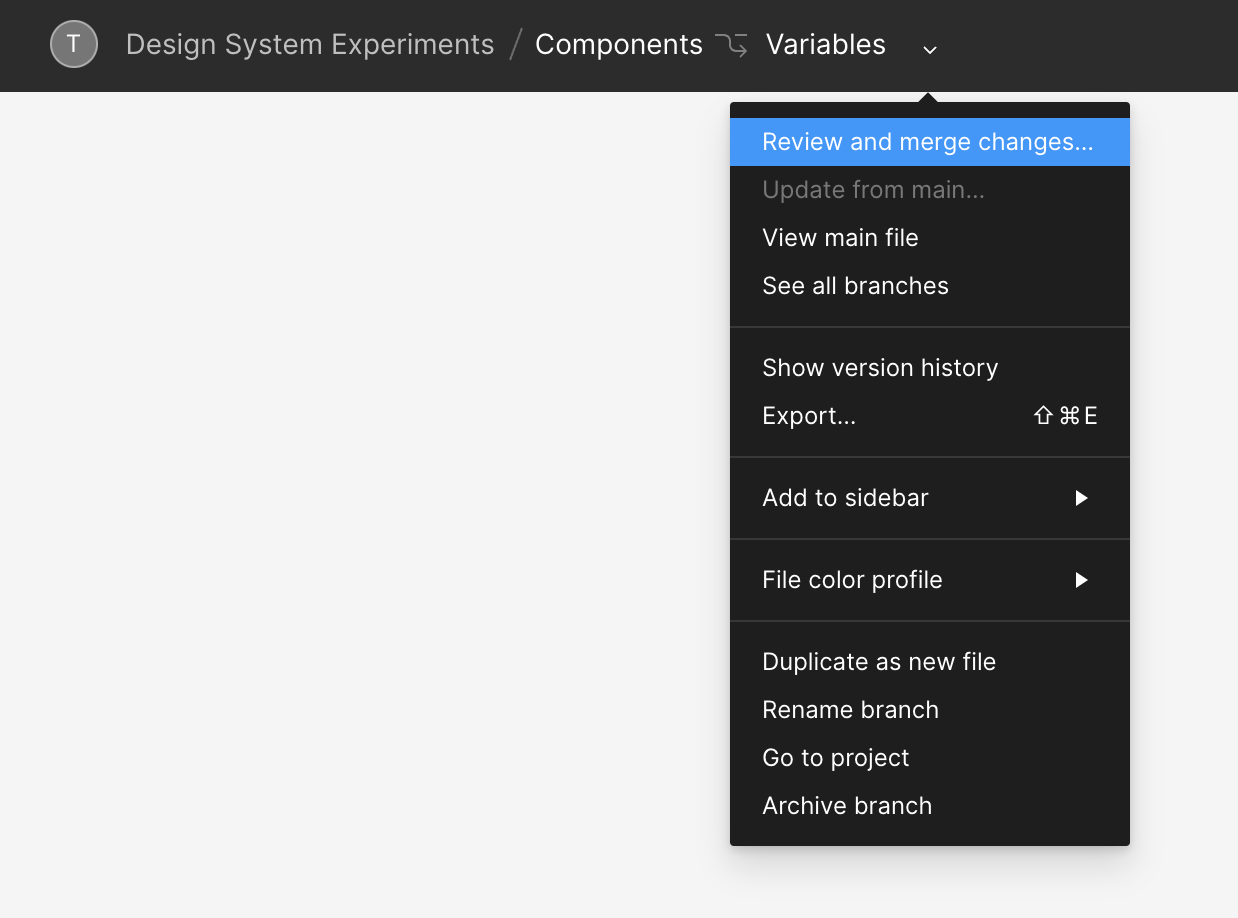 T Design System Experiments / Components Variables
Review and merge changes...
Update from main...
View main file
See all branches
Show version history
Export... ⇧⌘E
Add to sidebar
File color profile
Duplicate as new file
Rename branch
Go to project
Archive branch